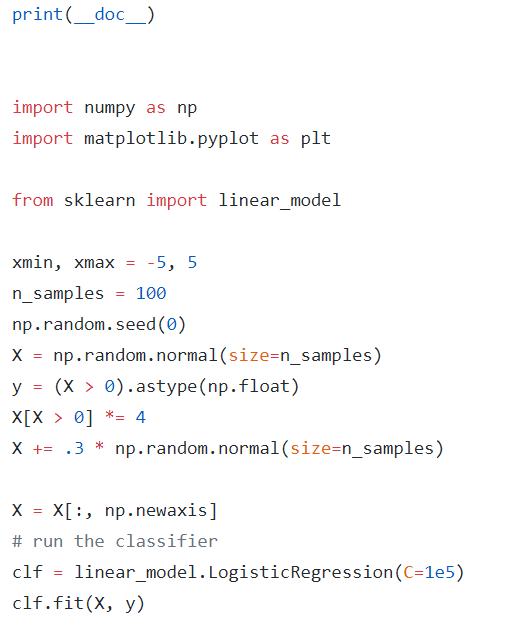 print(__doc__)
import numpy as np
import matplotlib.pyplot as plt
from sklearn import linear_model
xmin, xmax = -5, 5
n_samples = 100
np.random.seed(0)
X = np.random.normal(size=n_samples)
y = (X > 0).astype(np.float)
X[X > 0] *= 4
X += .3 * np.random.normal(size=n_samples)
X = X[:, np.newaxis]
# run the classifier
clf = linear_model.LogisticRegression(C=1e5)
clf.fit(X, y)